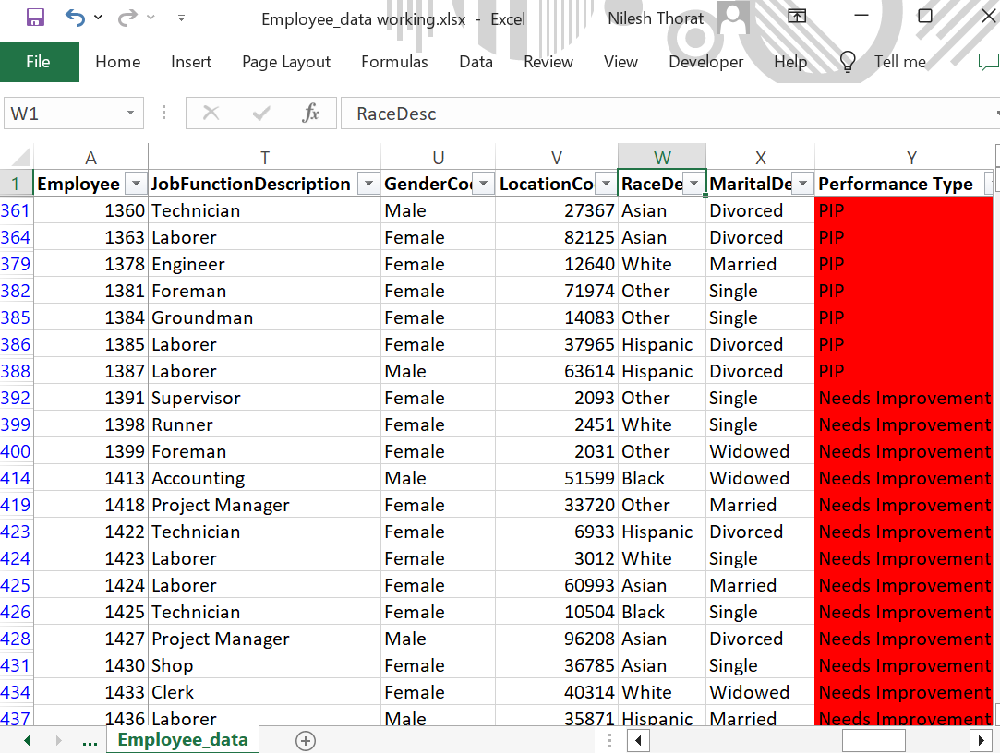 Employee_data working.xlsx - Excel Nilesh Thorat
File Home Insert Page Layout Formulas Data Review View Developer Help Tell me
W1 fx RaceDesc
A T U V W X Y
1 Employee JobFunctionDescription GenderCo LocationCo RaceDe MaritalDe Performance Type
361 1360 Technician Male 27367 Asian Divorced PIP
364 1363 Laborer Female 82125 Asian Divorced PIP
379 1378 Engineer Female 12640 White Married PIP
382 1381 Foreman Female 71974 Other Single PIP
385 1384 Groundman Female 14083 Other Single PIP
386 1385 Laborer Female 37965 Hispanic Divorced PIP
388 1387 Laborer Male 63614 Hispanic Divorced PIP
392 1391 Supervisor Female 2093 Other Single Needs Improvement
399 1398 Runner Female 2451 White Single Needs Improvement
400 1399 Foreman Female 2031 Other Widowed Needs Improvement
414 1413 Accounting Male 51599 Black Widowed Needs Improvement
419 1418 Project Manager Female 33720 Other Married Needs Improvement
423 1422 Technician Female 6933 Hispanic Divorced Needs Improvement
424 1423 Laborer Female 3012 White Single Needs Improvement
425 1424 Laborer Female 60993 Asian Married Needs Improvement
426 1425 Technician Female 10504 Black Single Needs Improvement
428 1427 Project Manager Male 96208 Asian Divorced Needs Improvement
431 1430 Shop Female 36785 Asian Single Needs Improvement
434 1433 Clerk Female 40314 White Widowed Needs Improvement
437 1436 Laborer Male 35871 Hispanic Married Needs Improvement
... Employee_data